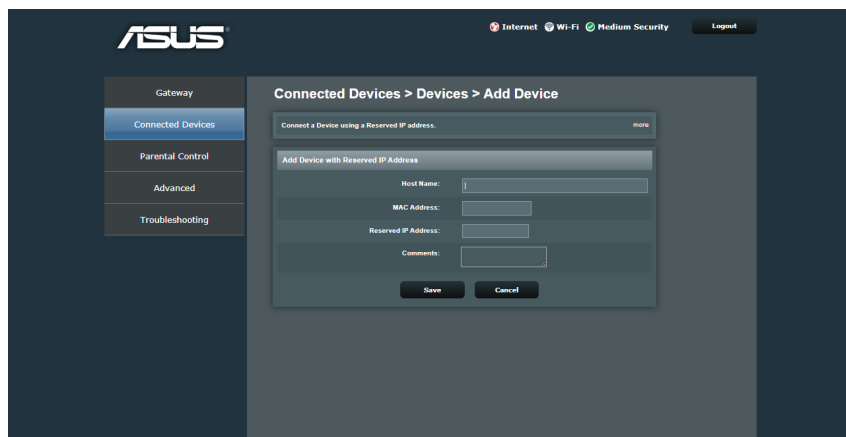 ASUS
Internet Wi-Fi Medium Security Logout
Gateway
Connected Devices
Parental Control
Advanced
Troubleshooting
Connected Devices > Devices > Add Device
Connect a Device using a Reserved IP address. more
Add Device with Reserved IP Address
Host Name:
MAC Address:
Reserved IP Address:
Comments:
Save Cancel